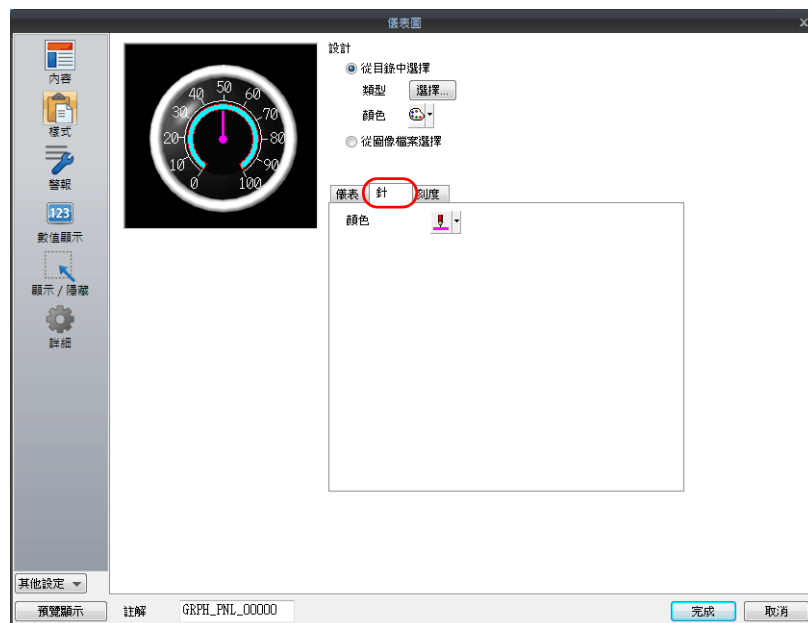 儀表圖
x
內容
樣式
警報
123
數值顯示
顯示 / 隱藏
詳細
其他設定
預覽顯示
0
10
20
30
40
50
60
70
80
90
100
設計
從目錄中選擇
類型
選擇...
顏色
從圖像檔案選擇
儀表
針
刻度
顏色
註解
GRPH_PNL_00000
完成
取消